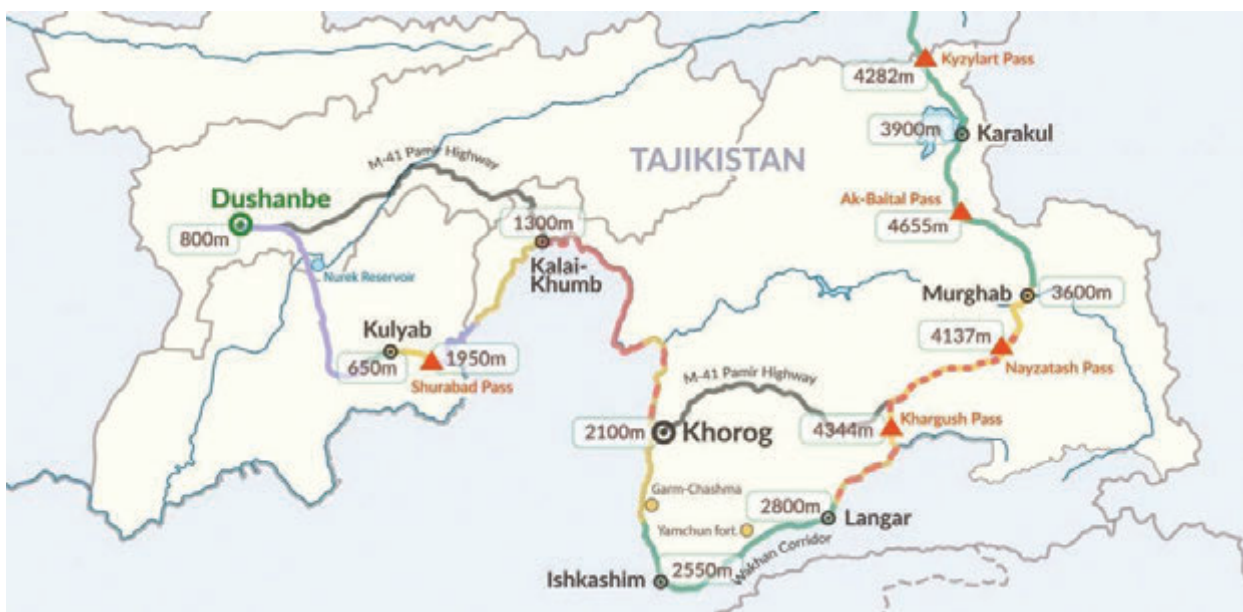 Kyzylart Pass
4282m
3900m
Karakul
M-41 Pamir Highway
TAJIKISTAN
Dushanbe
800m
Ak-Baital Pass
4655m
1300m
Kalai-
Khumb
Nurek Reservoir
Murghab
3600m
Kulyab
650m
1950m
Shurabad Pass
4137m
Nayzatash Pass
M-41 Pamir Highway
2100m
Khorog
4344m
Khargush Pass
Garm-Chashma
2800m
Langar
Yamchun fort.
Wakhan Corridor
Ishkashim
2550m